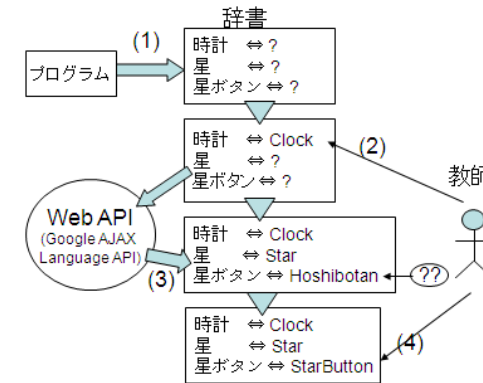 辞書
(1)
プログラム
時計 ⇔ ?
星 ⇔ ?
星ボタン ⇔ ?
時計 ⇔ Clock
星 ⇔ ?
星ボタン ⇔ ?
(2)
教師
Web API
(Google AJAX
Language API)
(3)
時計 ⇔ Clock
星 ⇔ Star
星ボタン ⇔ Hoshibotan
??
時計 ⇔ Clock
星 ⇔ Star
星ボタン ⇔ StarButton
(4)